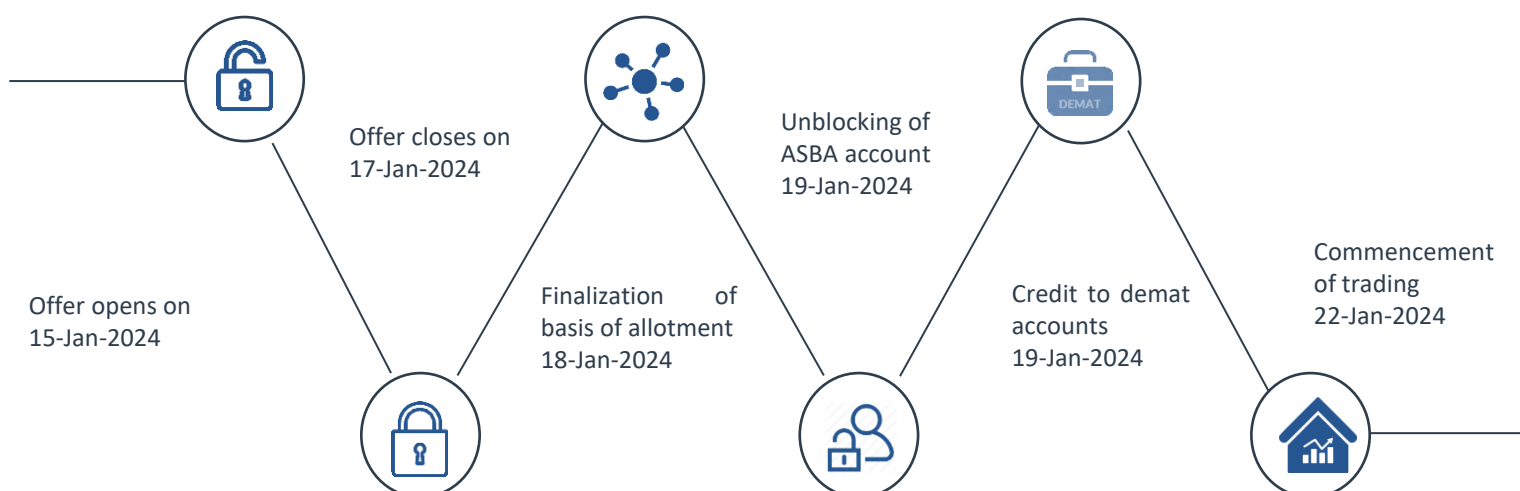 Offer opens on
15-Jan-2024
Offer closes on
17-Jan-2024
Finalization of
basis of allotment
18-Jan-2024
Unblocking of
ASBA account
19-Jan-2024
DEMAT
Credit to demat
accounts
19-Jan-2024
Commencement
of trading
22-Jan-2024